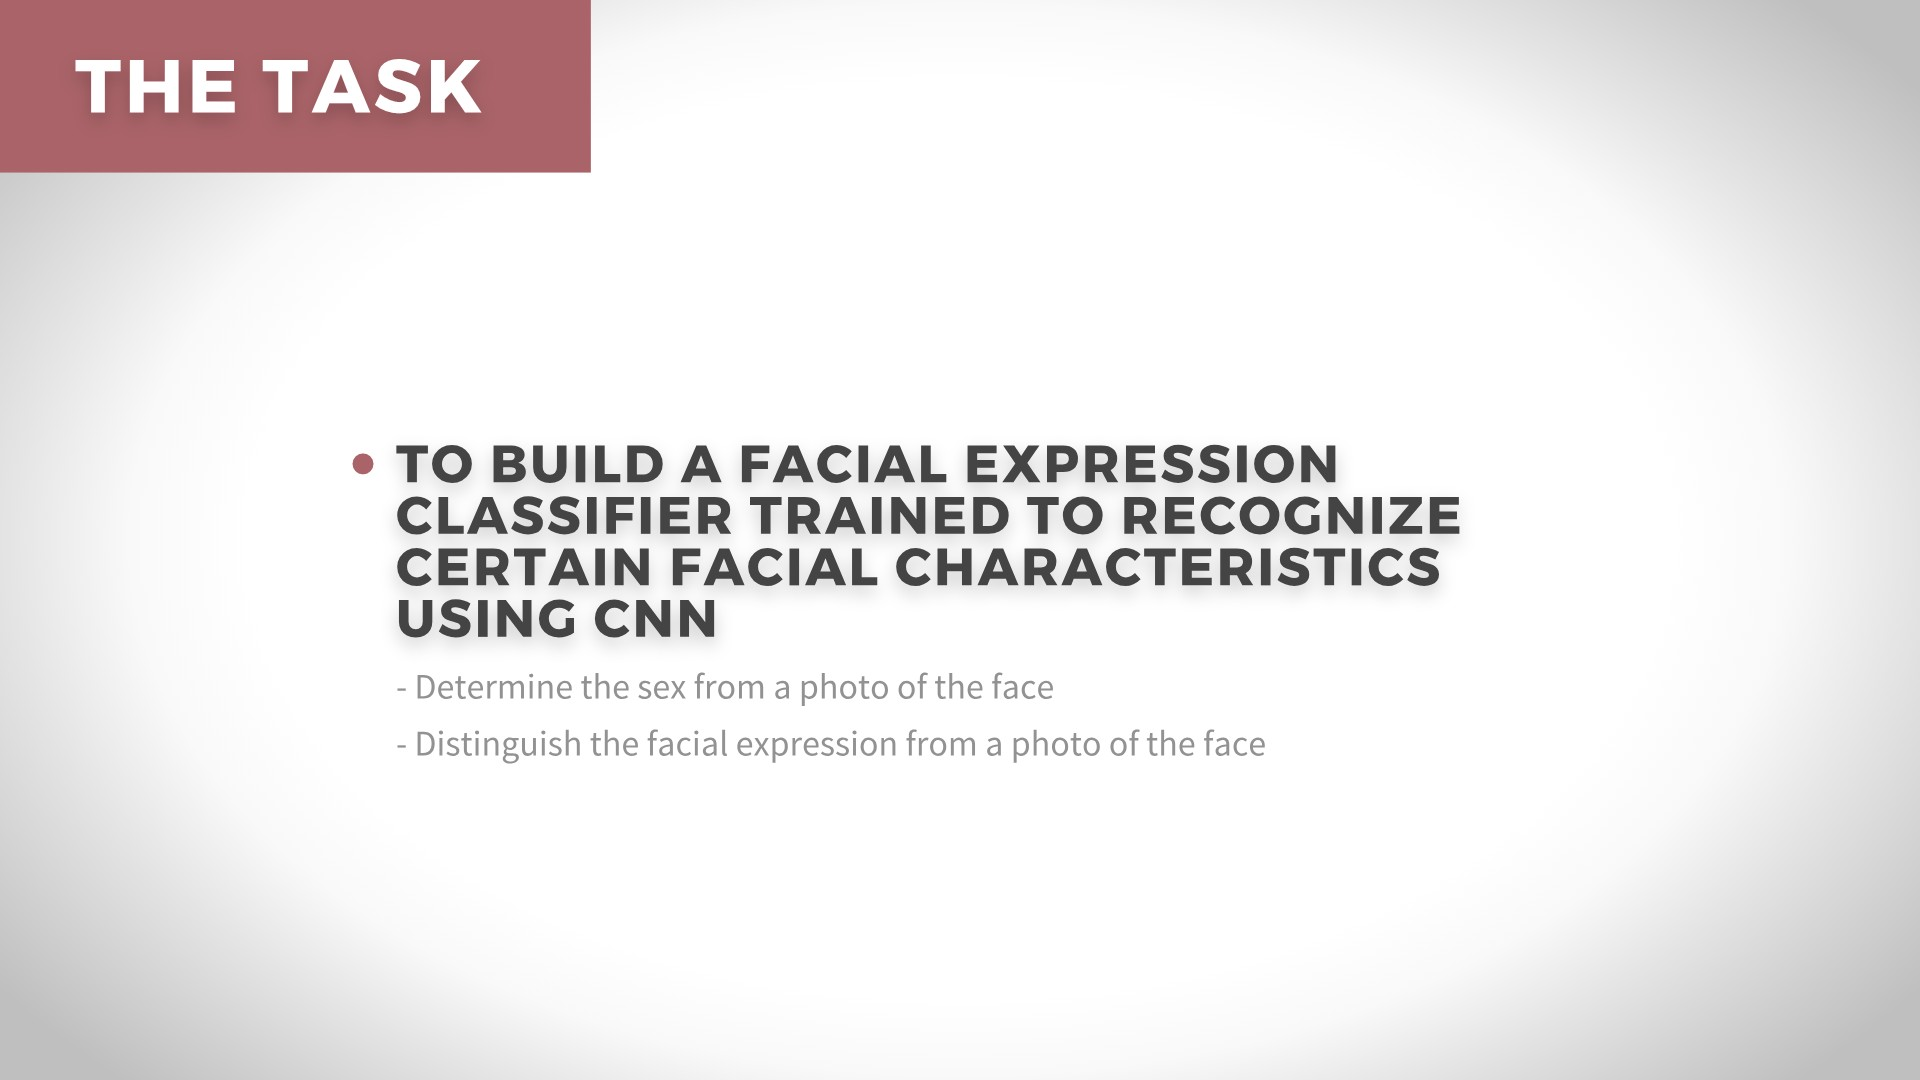 THE TASK
TO BUILD A FACIAL EXPRESSION
CLASSIFIER TRAINED TO RECOGNIZE
CERTAIN FACIAL CHARACTERISTICS
USING CNN
- Determine the sex from a photo of the face
- Distinguish the facial expression from a photo of the face